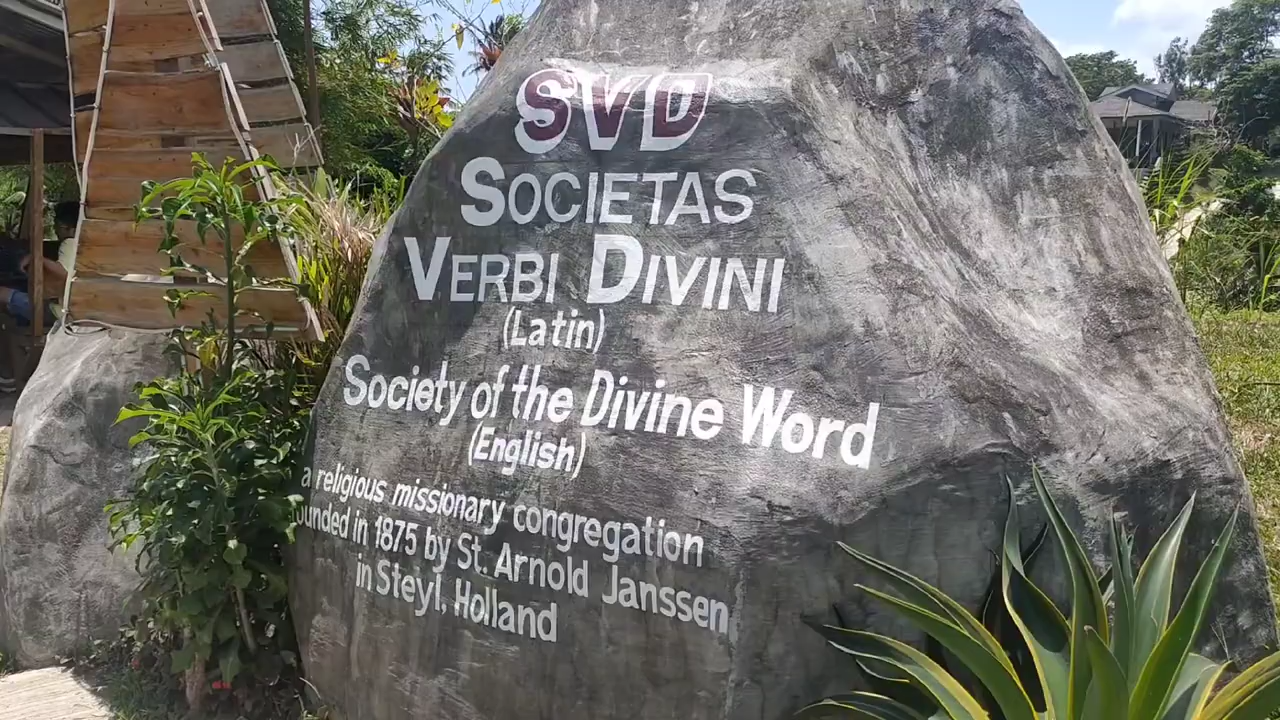 SVD
SOCIETAS
VERBI DIVINI
(Latin)
Society of the Divine Word
(English)
a religious missionary congregation
ounded in 1875 by St. Arnold Janssen
in Steyl, Holland